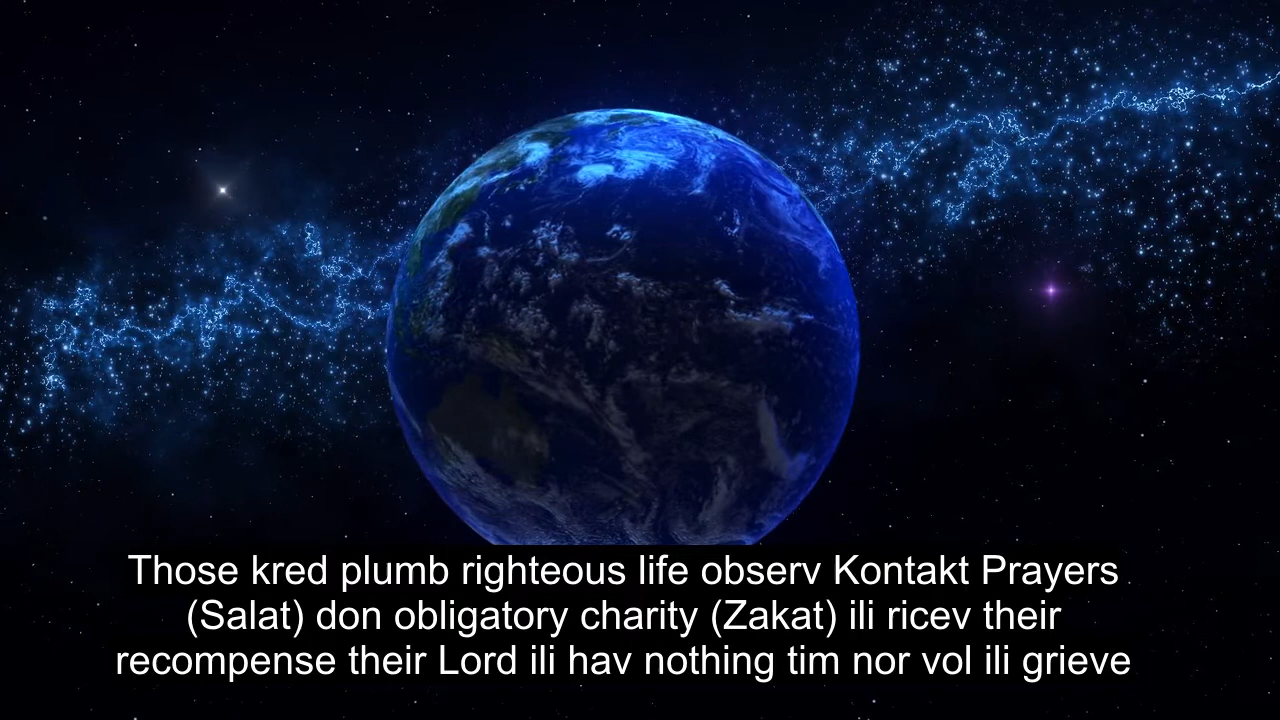 Those kred plumb righteous life observ Kontakt Prayers
(Salat) don obligatory charity (Zakat) ili ricev their
recompense their Lord ili hav nothing tim nor vol ili grieve